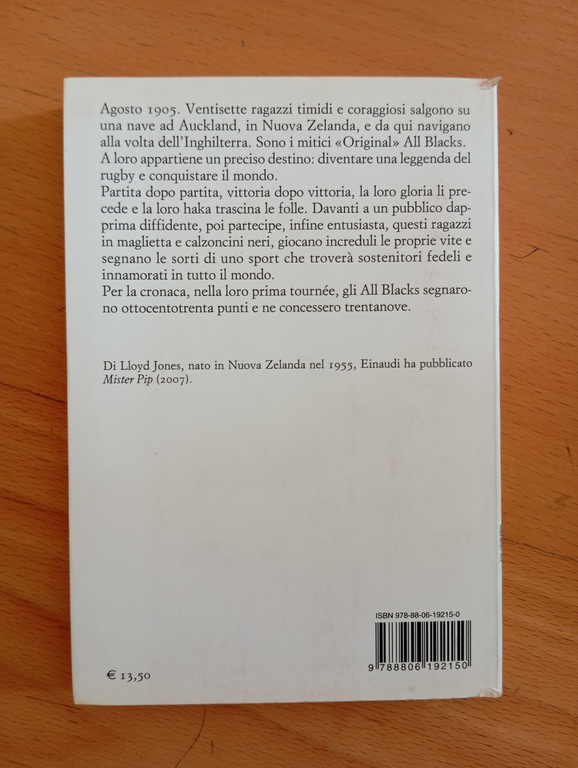 Agosto 1905. Ventisette ragazzi timidi e coraggiosi salgono su
una nave ad Auckland, in Nuova Zelanda, e da qui navigano
alla volta dell'Inghilterra. Sono i mitici «Original» All Blacks.
A loro appartiene un preciso destino: diventare una leggenda del
rugby e conquistare il mondo.
Partita dopo partita, vittoria dopo vittoria, la loro gloria li pre-
cede e la loro haka trascina le folle. Davanti a un pubblico dap-
prima diffidente, poi partecipe, infine entusiasta, questi ragazzi
in maglietta e calzoncini neri, giocano increduli le proprie vite e
segnano le sorti di uno sport che troverà sostenitori fedeli e
innamorati in tutto il mondo.
Per la cronaca, nella loro prima tournée, gli All Blacks segnaro-
no ottocentotrenta punti e ne concessero trentanove.
Di Lloyd Jones, nato in Nuova Zelanda nel 1955, Einaudi ha pubblicato
Mister Pip (2007).
ISBN 978-88-06-19215-0
9 788806 192150
€ 13,50